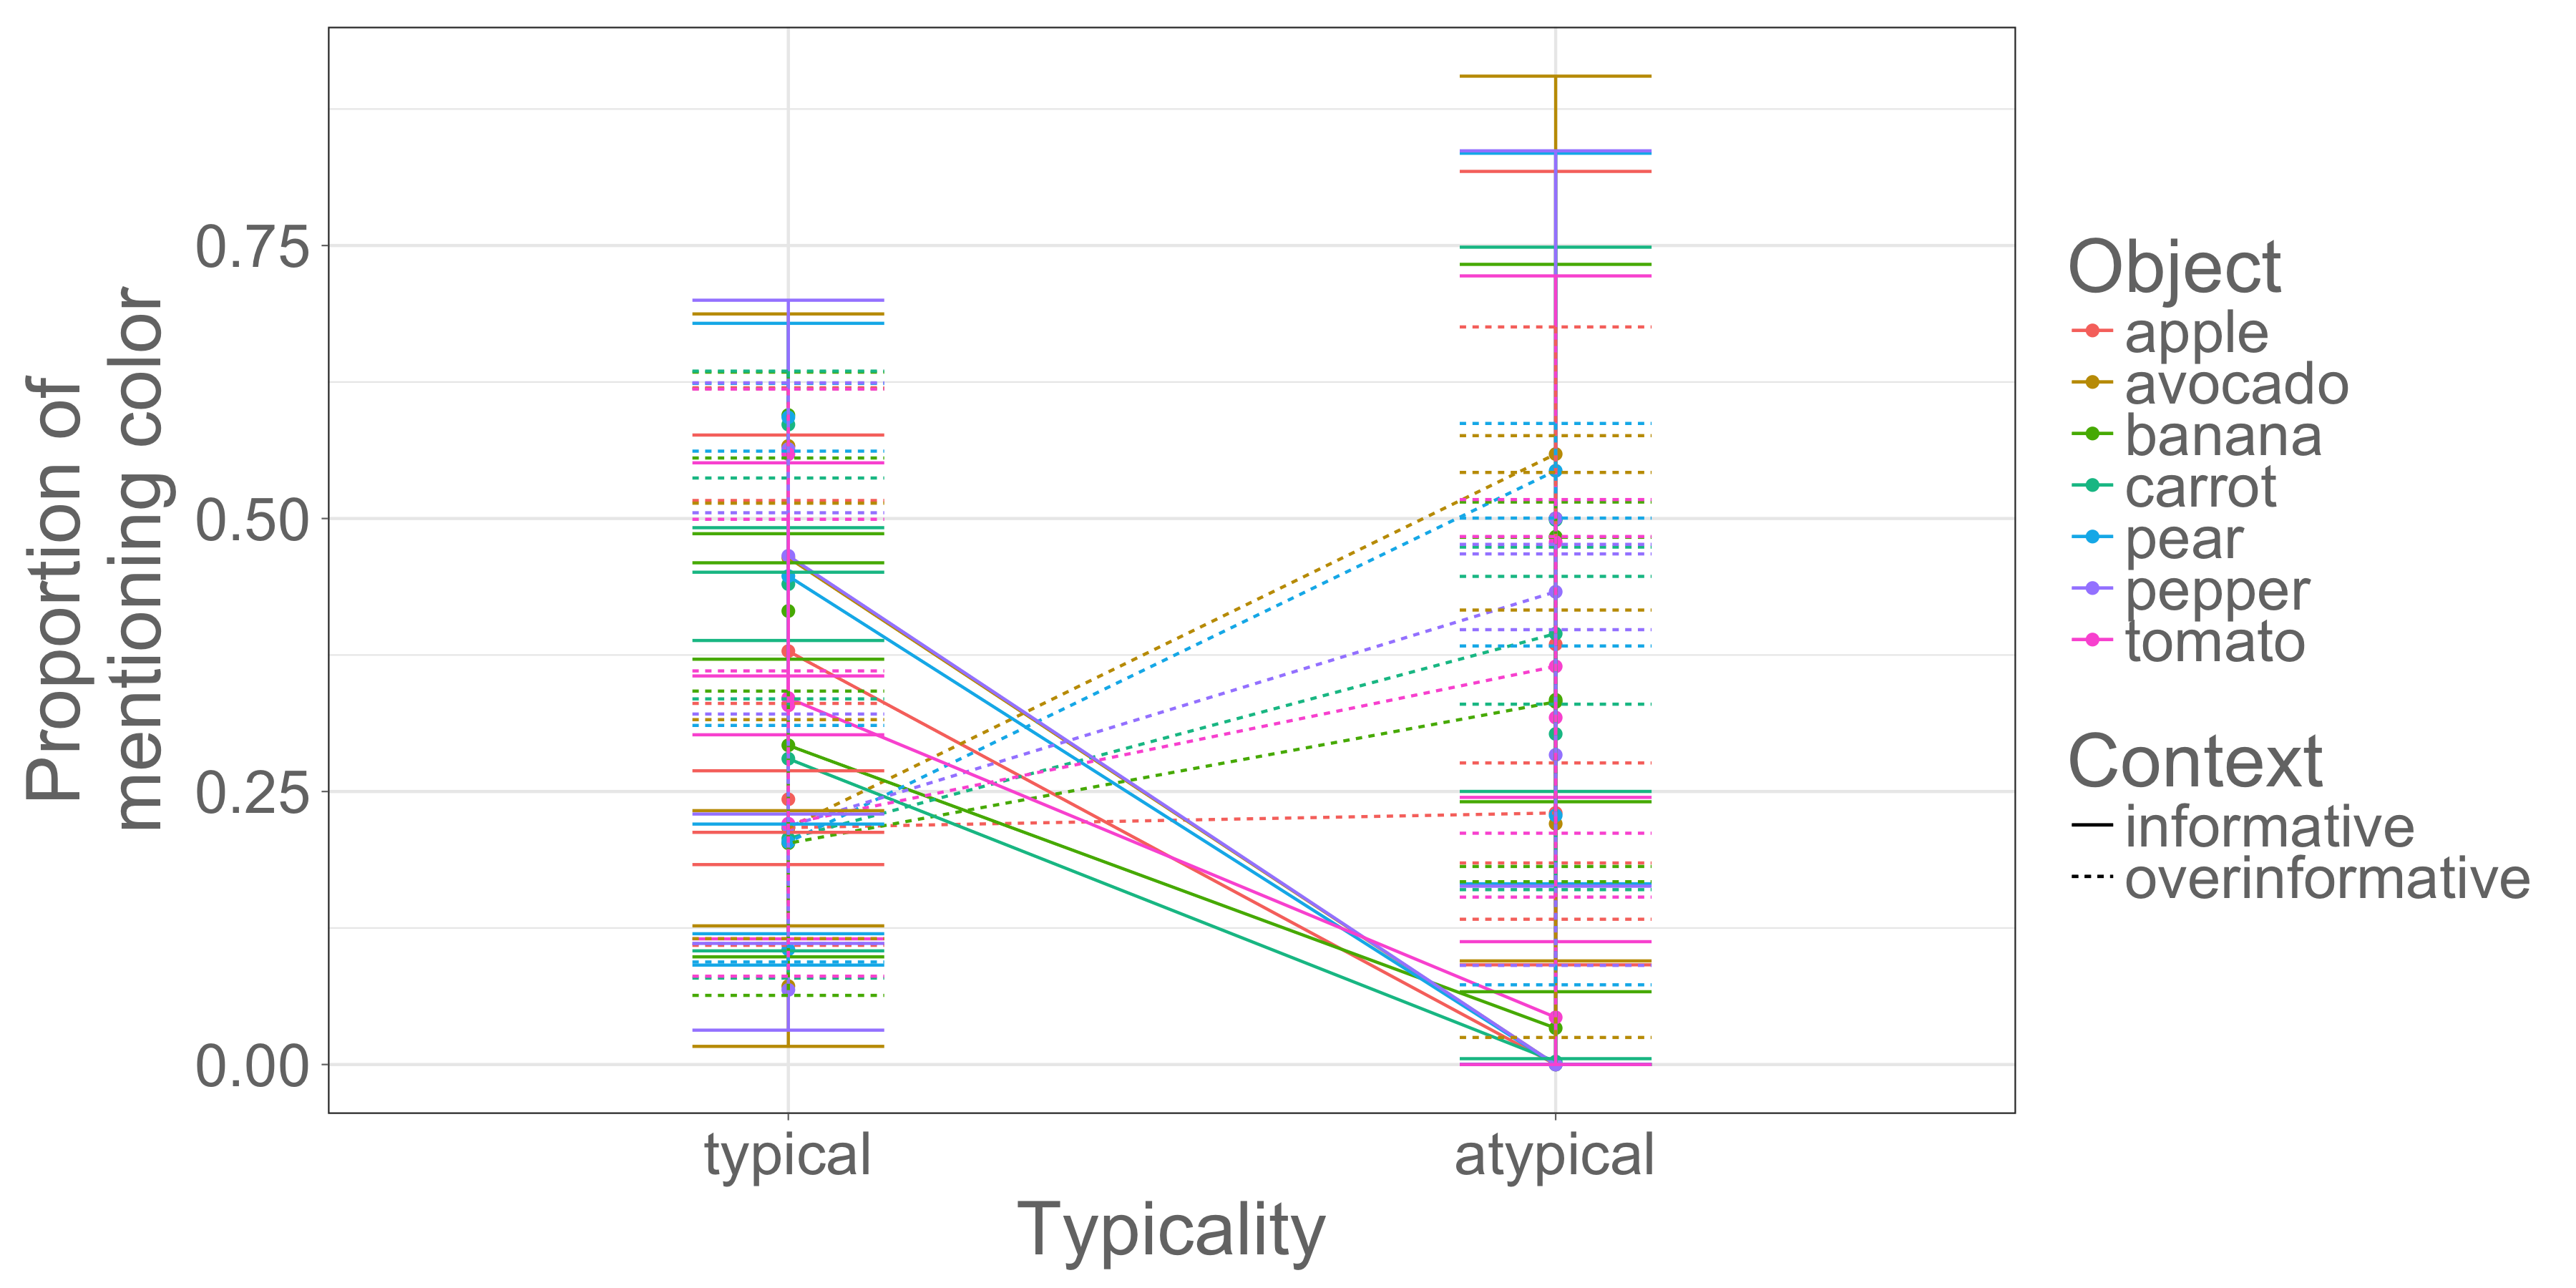 Proportion of
mentioning color
0.75
0.50
0.25
0.00
typical
atypical
Typicality
Object
apple
avocado
banana
carrot
pear
pepper
tomato
Context
informative
overinformative